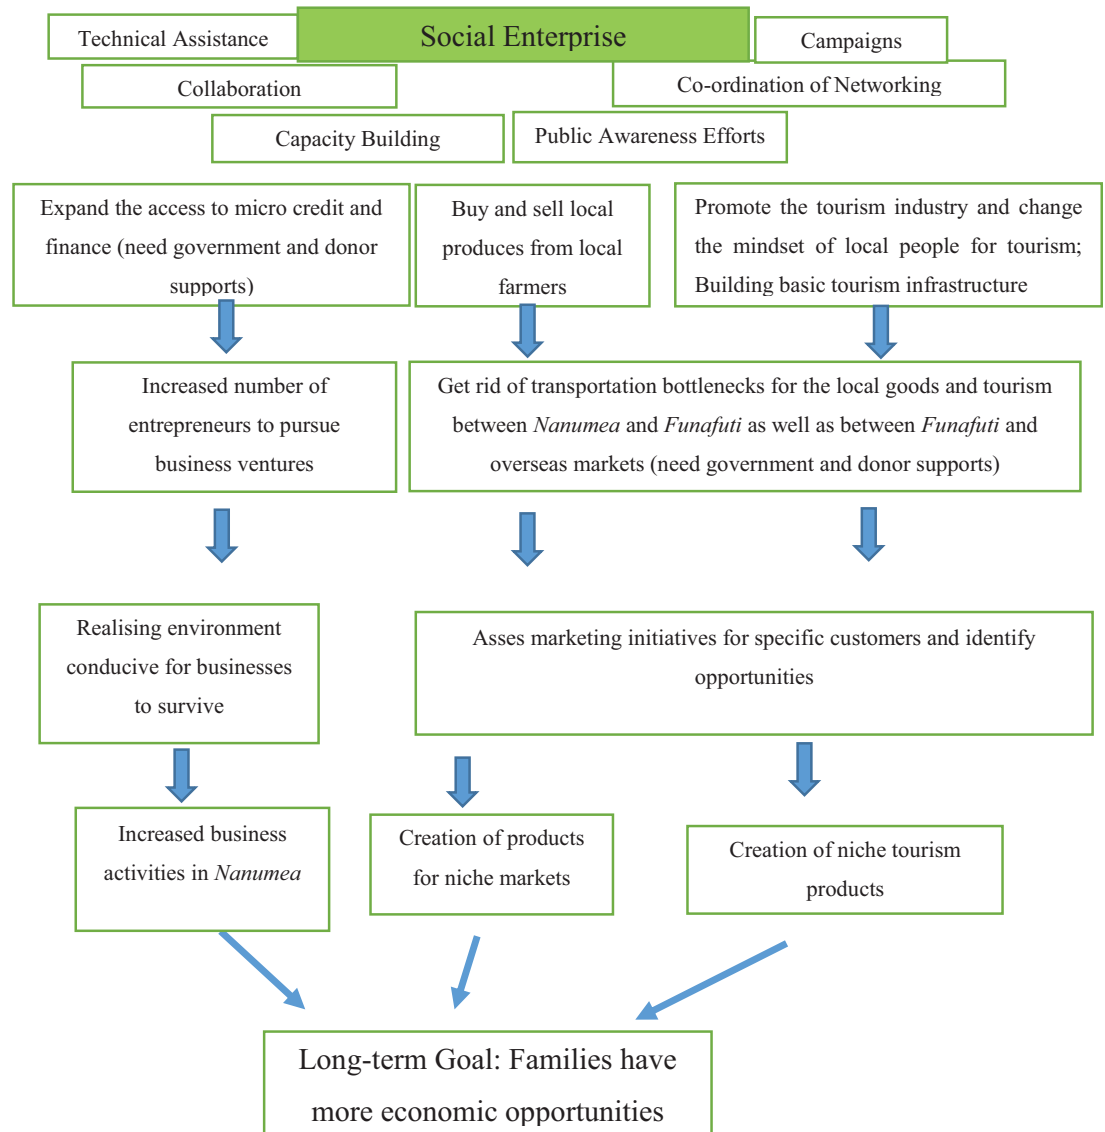 Technical Assistance
Social Enterprise
Campaigns
Collaboration
Co-ordination of Networking
Capacity Building
Public Awareness Efforts
Expand the access to micro credit and
finance (need government and donor
supports)
Buy and sell local
produces from local
farmers
Promote the tourism industry and change
the mindset of local people for tourism;
Building basic tourism infrastructure
Increased number of
entrepreneurs to pursue
business ventures
Get rid of transportation bottlenecks for the local goods and tourism
between Nanumea and Funafuti as well as between Funafuti and
overseas markets (need government and donor supports)
Realising environment
conducive for businesses
to survive
Asses marketing initiatives for specific customers and identify
opportunities
Increased business
activities in Nanumea
Creation of products
for niche markets
Creation of niche tourism
products
Long-term Goal: Families have
more economic opportunities